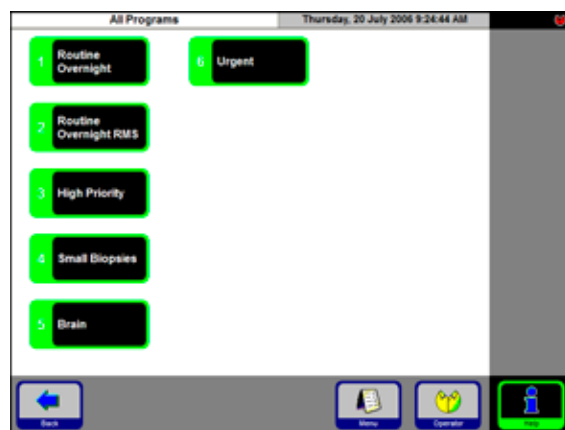 All Programs
Thursday, 20 July 2006 9:24:44 AM
1 Routine
Overnight
6 Urgent
2 Routine
Overnight RMS
3 High Priority
4 Small Biopsies
5 Brain
Back
Menu
Operator
Help